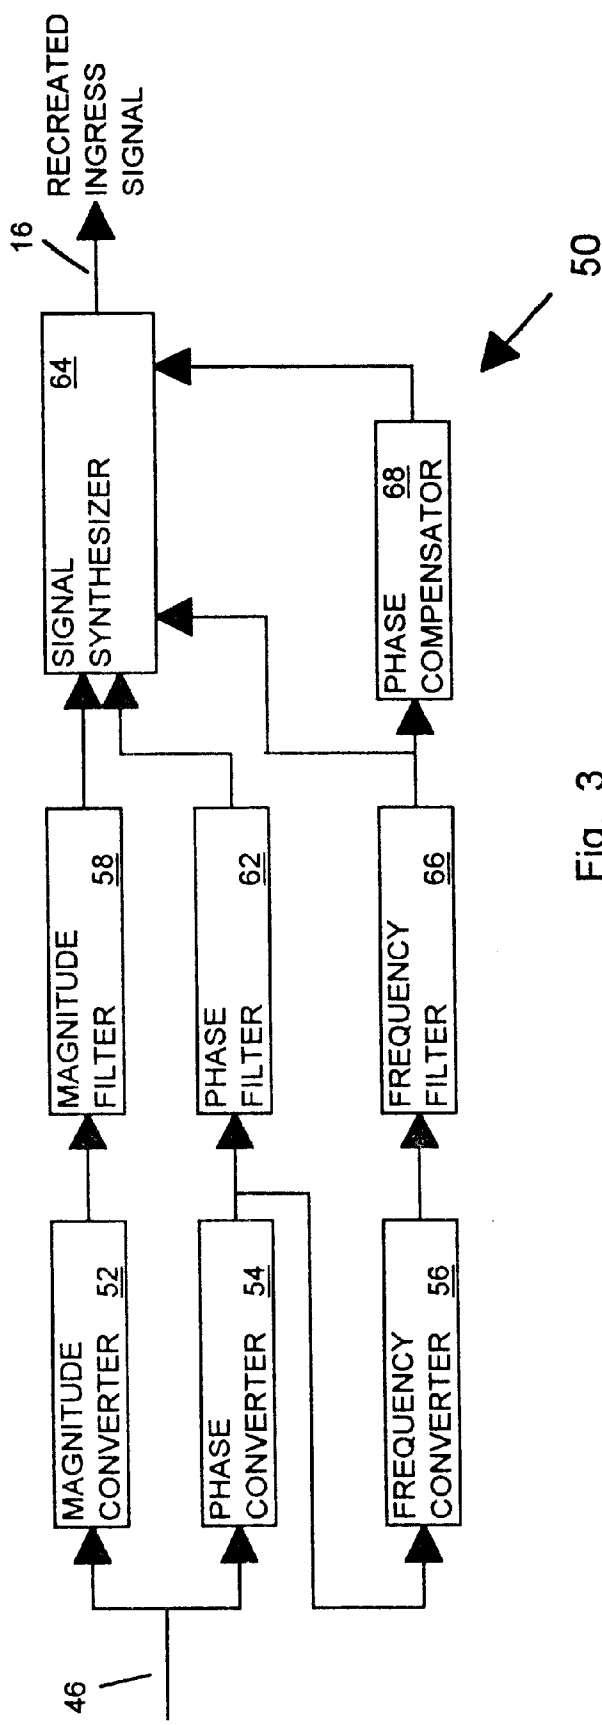 46
MAGNITUDE
CONVERTER 52
MAGNITUDE
FILTER 58
SIGNAL 64
SYNTHESIZER
16
RECREATED
INGRESS
SIGNAL
PHASE
CONVERTER 54
PHASE
FILTER 62
FREQUENCY
CONVERTER 56
FREQUENCY
FILTER 66
PHASE 68
COMPENSATOR
50
Fig. 3